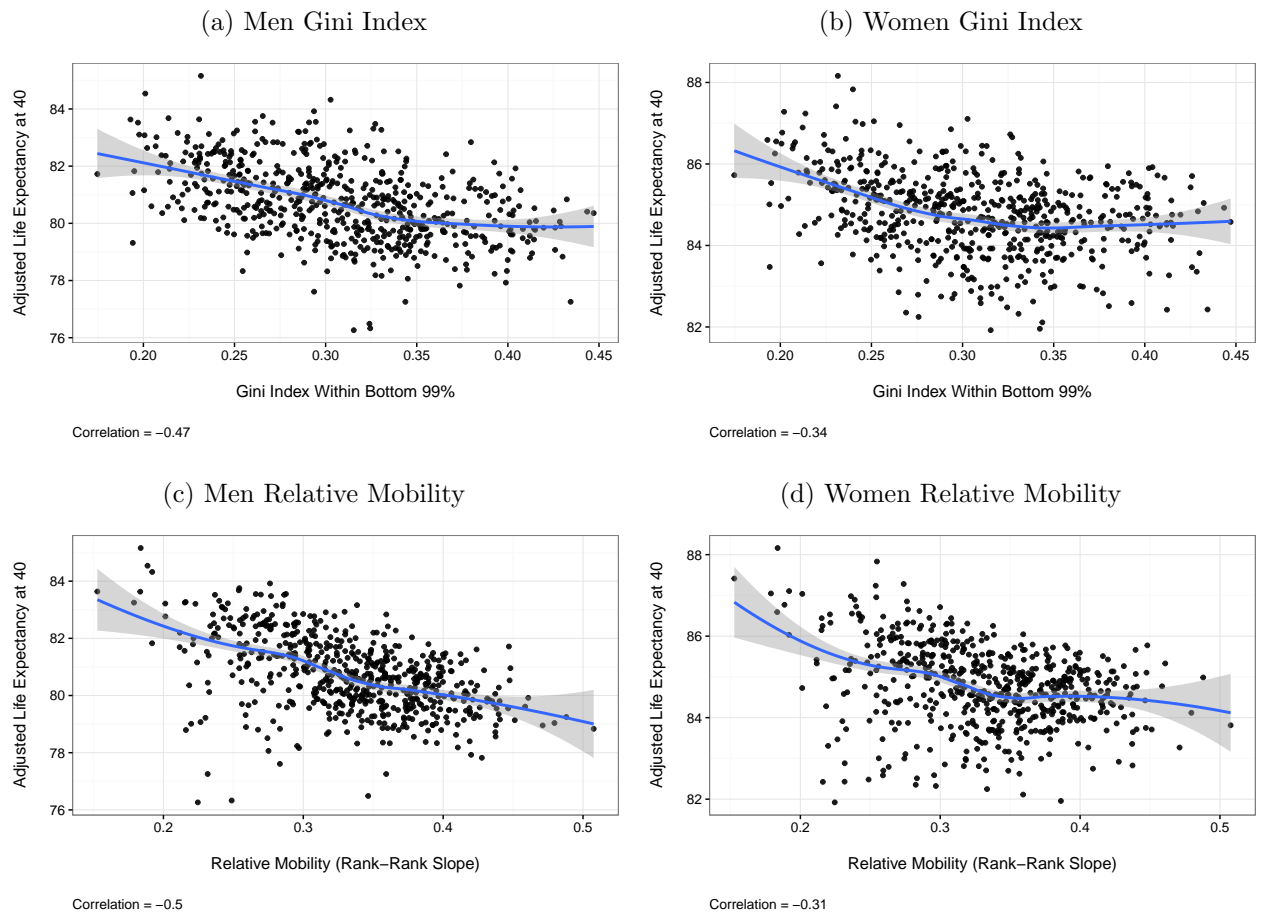 (a) Men Gini Index
Adjusted Life Expectancy at 40
84
82
80
78
76
0.20 0.25 0.30 0.35 0.40 0.45
Gini Index Within Bottom 99%
Correlation = −0.47
(b) Women Gini Index
Adjusted Life Expectancy at 40
88
86
84
82
0.20 0.25 0.30 0.35 0.40 0.45
Gini Index Within Bottom 99%
Correlation = −0.34
(c) Men Relative Mobility
Adjusted Life Expectancy at 40
84
82
80
78
76
0.2 0.3 0.4 0.5
Relative Mobility (Rank−Rank Slope)
Correlation = −0.5
(d) Women Relative Mobility
Adjusted Life Expectancy at 40
88
86
84
82
0.2 0.3 0.4 0.5
Relative Mobility (Rank−Rank Slope)
Correlation = −0.31